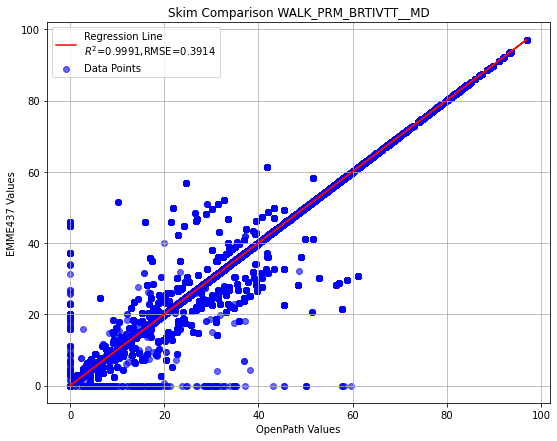 Skim Comparison WALK_PRM_BRTIVTT__MD
Regression Line
R²=0.9991,RMSE=0.3914
Data Points
EMME437 Values
100
80
60
40
20
0
0 20 40 60 80 100
OpenPath Values